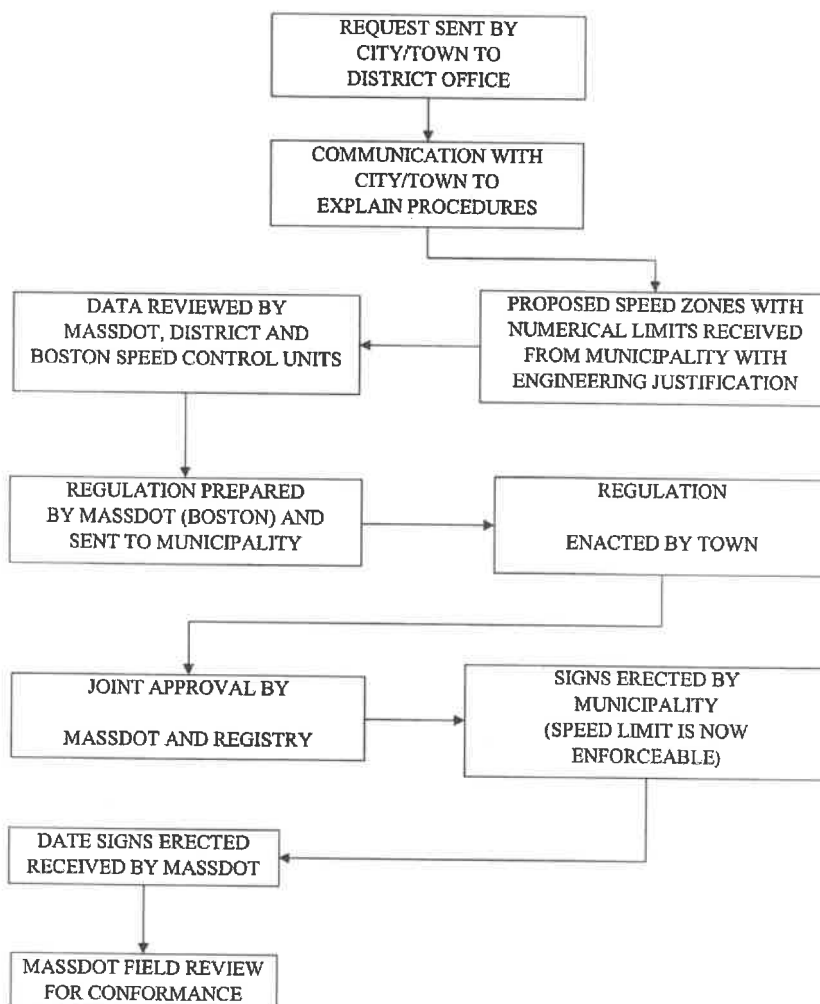 REQUEST SENT BY
CITY/TOWN TO
DISTRICT OFFICE
COMMUNICATION WITH
CITY/TOWN TO
EXPLAIN PROCEDURES
PROPOSED SPEED ZONES WITH
NUMERICAL LIMITS RECEIVED
FROM MUNICIPALITY WITH
ENGINEERING JUSTIFICATION
DATA REVIEWED BY
MASSDOT, DISTRICT AND
BOSTON SPEED CONTROL UNITS
REGULATION PREPARED
BY MASSDOT (BOSTON) AND
SENT TO MUNICIPALITY
REGULATION
ENACTED BY TOWN
JOINT APPROVAL BY
MASSDOT AND REGISTRY
SIGNS ERECTED BY
MUNICIPALITY
(SPEED LIMIT IS NOW
ENFORCEABLE)
DATE SIGNS ERECTED
RECEIVED BY MASSDOT
MASSDOT FIELD REVIEW
FOR CONFORMANCE